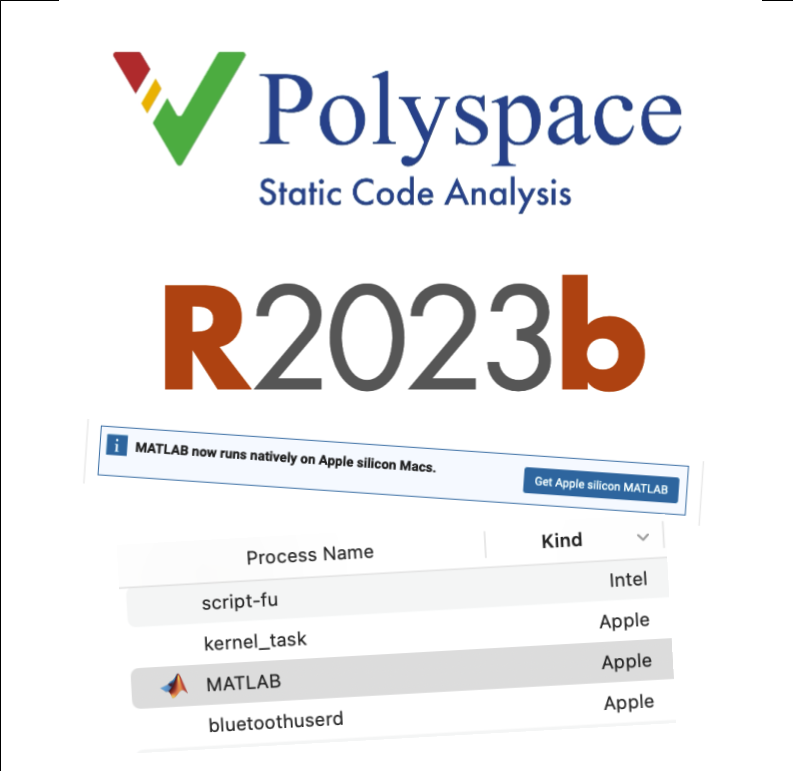 Polyspace
Static Code Analysis
R2023b
i MATLAB now runs natively on Apple silicon Macs. Get Apple silicon MATLAB
Process Name Kind
script-fu Intel
kernel_task Apple
MATLAB Apple
bluetoothuserd Apple